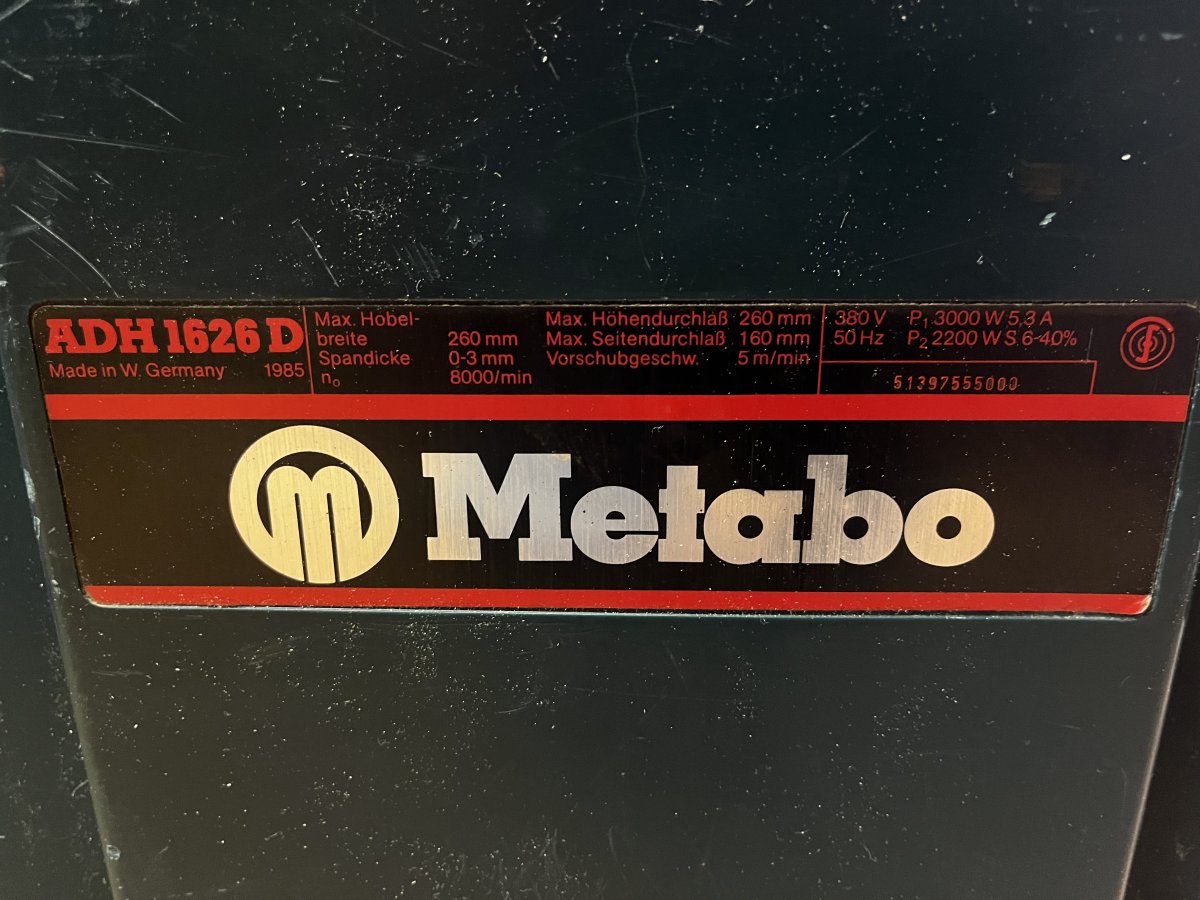 ADH 1626 D
Made in W. Germany 1985
Max. Hobel-
breite 260 mm
Spandicke 0-3 mm
n₀ 8000/min
Max. Höhendurchlaß 260 mm
Max. Seitendurchlaß 160 mm
Vorschubgeschw. 5 m/min
380 V P₁ 3000 W 5,3 A
50 Hz P₂ 2200 W S 6-40%
51397555000
m Metabo